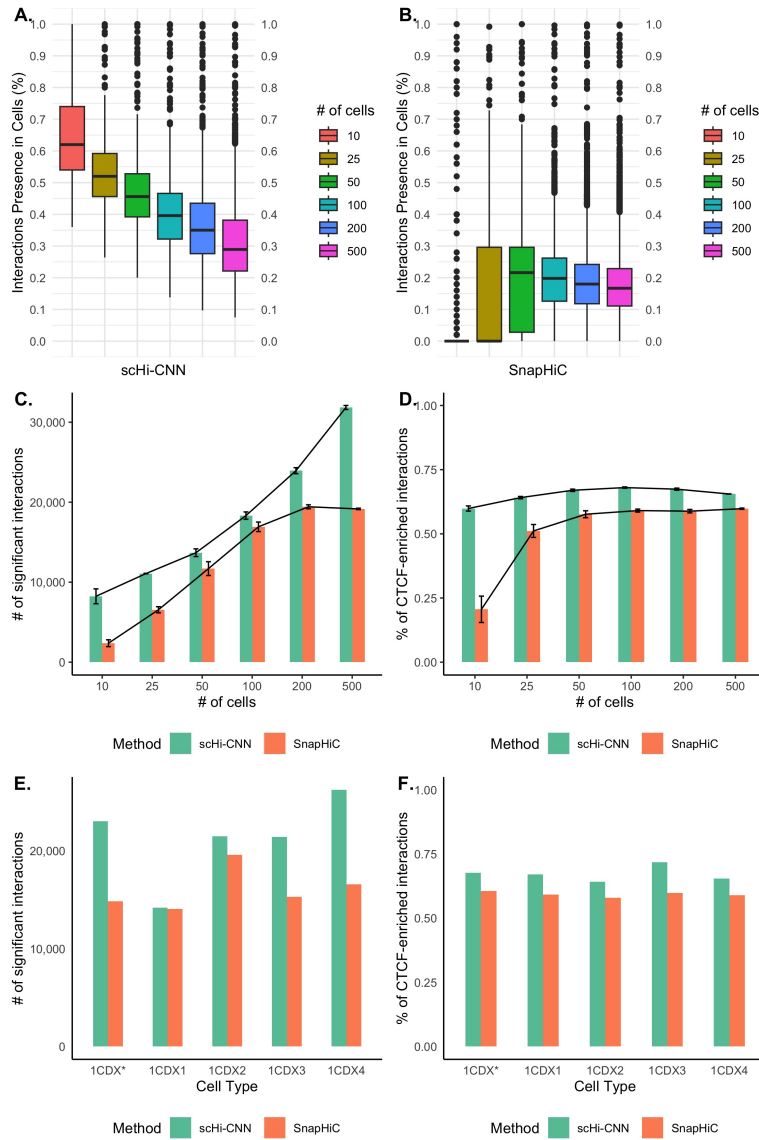 A.
B.
Interactions Presence in Cells (%)
1.0
0.9
0.8
0.7
0.6
0.5
0.4
0.3
0.2
0.1
0.0
1.0
0.9
0.8
0.7
0.6
0.5
0.4
0.3
0.2
0.1
0.0
scHi-CNN
# of cells
10
25
50
100
200
500
Interactions Presence in Cells (%)
1.0
0.9
0.8
0.7
0.6
0.5
0.4
0.3
0.2
0.1
0.0
1.0
0.9
0.8
0.7
0.6
0.5
0.4
0.3
0.2
0.1
0.0
SnapHiC
# of cells
10
25
50
100
200
500
C.
# of significant interactions
30,000
20,000
10,000
0
10 25 50 100 200 500
# of cells
Method scHi-CNN SnapHiC
D.
% of CTCF-enriched interactions
1.00
0.75
0.50
0.25
0.00
10 25 50 100 200 500
# of cells
Method scHi-CNN SnapHiC
E.
# of significant interactions
20,000
10,000
0
1CDX* 1CDX1 1CDX2 1CDX3 1CDX4
Cell Type
Method scHi-CNN SnapHiC
F.
% of CTCF-enriched interactions
1.00
0.75
0.50
0.25
0.00
1CDX* 1CDX1 1CDX2 1CDX3 1CDX4
Cell Type
Method scHi-CNN SnapHiC